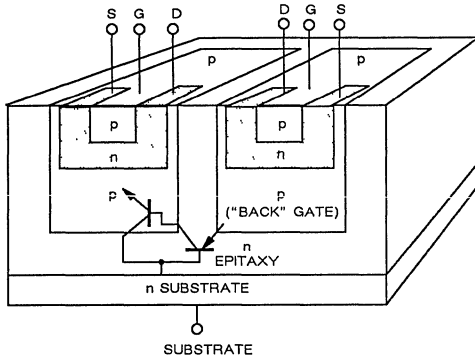 S G D D G S
p p
p p
n n
p p
("BACK" GATE)
n
EPITAXY
n SUBSTRATE
SUBSTRATE